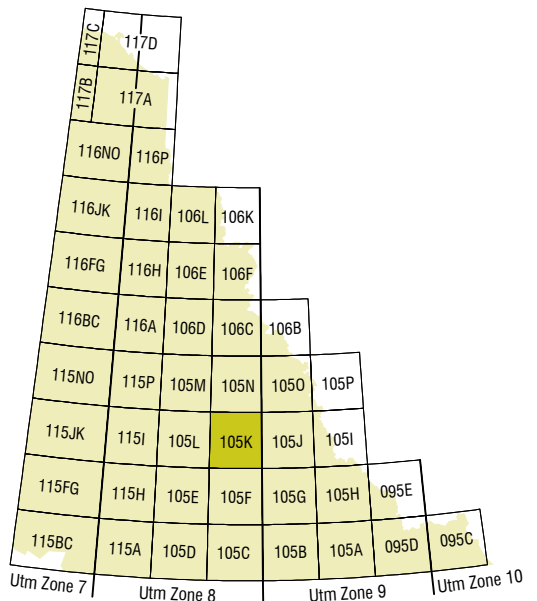 117C 117D
117B 117A
116NO 116P
116JK 116I 106L 106K
116FG 116H 106E 106F
116BC 116A 106D 106C 106B
115NO 115P 105M 105N 105O 105P
115JK 115I 105L 105K 105J 105I
115FG 115H 105E 105F 105G 105H 095E
115BC 115A 105D 105C 105B 105A 095D 095C
Utm Zone 7 Utm Zone 8 Utm Zone 9 Utm Zone 10